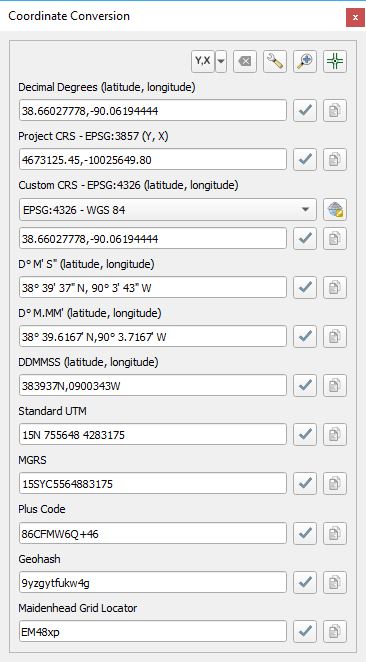 Coordinate Conversion
Y,X
Decimal Degrees (latitude, longitude)
38.66027778,-90.06194444
Project CRS - EPSG:3857 (Y, X)
4673125.45,-10025649.80
Custom CRS - EPSG:4326 (latitude, longitude)
EPSG:4326 - WGS 84
38.66027778,-90.06194444
D° M' S" (latitude, longitude)
38° 39' 37" N, 90° 3' 43" W
D° M.MM' (latitude, longitude)
38° 39.6167' N,90° 3.7167' W
DDMMSS (latitude, longitude)
383937N,0900343W
Standard UTM
15N 755648 4283175
MGRS
15SYC5564883175
Plus Code
86CFMW6Q+46
Geohash
9yzgytfukw4g
Maidenhead Grid Locator
EM48xp